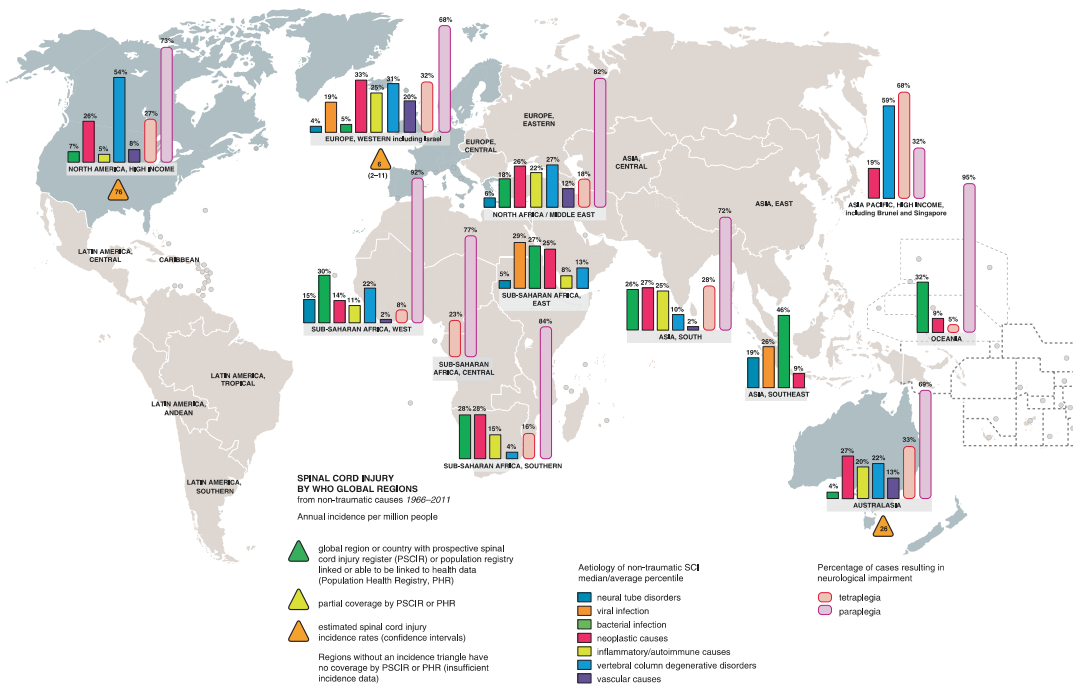 73%
54%
26%
27%
7%
5%
8%
NORTH AMERICA, HIGH INCOME
76
68%
33%
31%
32%
25%
19%
20%
4%
5%
EUROPE, WESTERN including Israel
6
(2–11)
EUROPE,
EASTERN
EUROPE,
CENTRAL
ASIA,
CENTRAL
ASIA, EAST
82%
26%
27%
22%
18%
18%
12%
6%
NORTH AFRICA / MIDDLE EAST
68%
59%
32%
19%
ASIA PACIFIC, HIGH INCOME,
including Brunei and Singapore
LATIN AMERICA,
CENTRAL
CARIBBEAN
92%
30%
22%
15%
14%
11%
8%
2%
SUB-SAHARAN AFRICA, WEST
77%
23%
SUB-SAHARAN
AFRICA, CENTRAL
29%
27%
25%
13%
8%
5%
SUB-SAHARAN AFRICA,
EAST
72%
26%
27%
25%
28%
10%
2%
ASIA, SOUTH
95%
32%
9%
5%
OCEANIA
46%
26%
19%
9%
ASIA, SOUTHEAST
84%
28%
28%
15%
16%
4%
SUB-SAHARAN AFRICA, SOUTHERN
LATIN AMERICA,
TROPICAL
LATIN AMERICA,
ANDEAN
LATIN AMERICA,
SOUTHERN
69%
33%
27%
20%
22%
13%
4%
AUSTRALASIA
26
SPINAL CORD INJURY
BY WHO GLOBAL REGIONS
from non-traumatic causes 1966–2011
Annual incidence per million people
global region or country with prospective spinal
cord injury register (PSCIR) or population registry
linked or able to be linked to health data
(Population Health Registry, PHR)
partial coverage by PSCIR or PHR
estimated spinal cord injury
incidence rates (confidence intervals)
Regions without an incidence triangle have
no coverage by PSCIR or PHR (insufficient
incidence data)
Aetiology of non-traumatic SCI
median/average percentile
neural tube disorders
viral infection
bacterial infection
neoplastic causes
inflammatory/autoimmune causes
vertebral column degenerative disorders
vascular causes
Percentage of cases resulting in
neurological impairment
tetraplegia
paraplegia